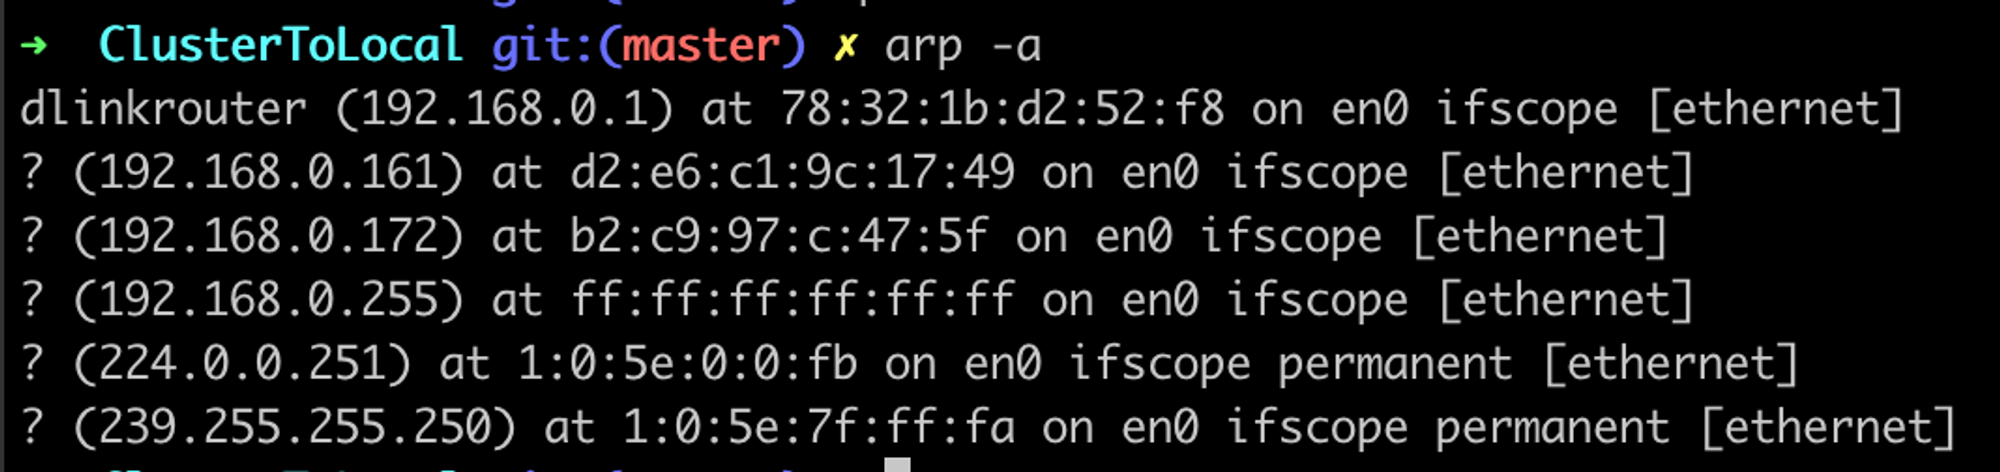 ➜  ClusterToLocal git:(master) ✗ arp -a
dlinkrouter (192.168.0.1) at 78:32:1b:d2:52:f8 on en0 ifscope [ethernet]
? (192.168.0.161) at d2:e6:c1:9c:17:49 on en0 ifscope [ethernet]
? (192.168.0.172) at b2:c9:97:c:47:5f on en0 ifscope [ethernet]
? (192.168.0.255) at ff:ff:ff:ff:ff:ff on en0 ifscope [ethernet]
? (224.0.0.251) at 1:0:5e:0:0:fb on en0 ifscope permanent [ethernet]
? (239.255.255.250) at 1:0:5e:7f:ff:fa on en0 ifscope permanent [ethernet]